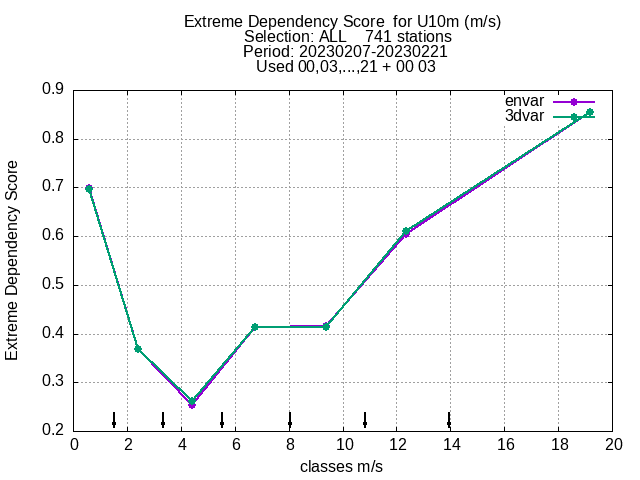 Extreme Dependency Score  for U10m (m/s)
Selection: ALL    741 stations
Period: 20230207-20230221
Used 00,03,...,21 + 00 03
envar
3dvar
0.9
0.8
0.7
0.6
0.5
0.4
0.3
0.2
Extreme Dependency Score
0 2 4 6 8 10 12 14 16 18 20
classes m/s